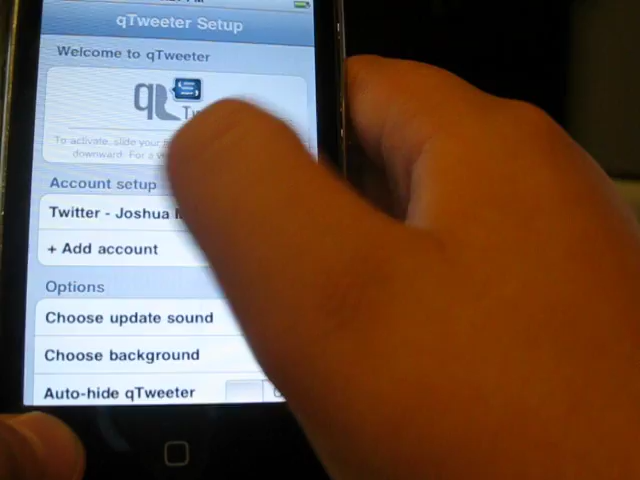 qTweeter Setup
Welcome to qTweeter
qt
To activate, slide your
downward. For a
Account setup
Twitter - Joshua
+ Add account
Options
Choose update sound
Choose background
Auto-hide qTweeter